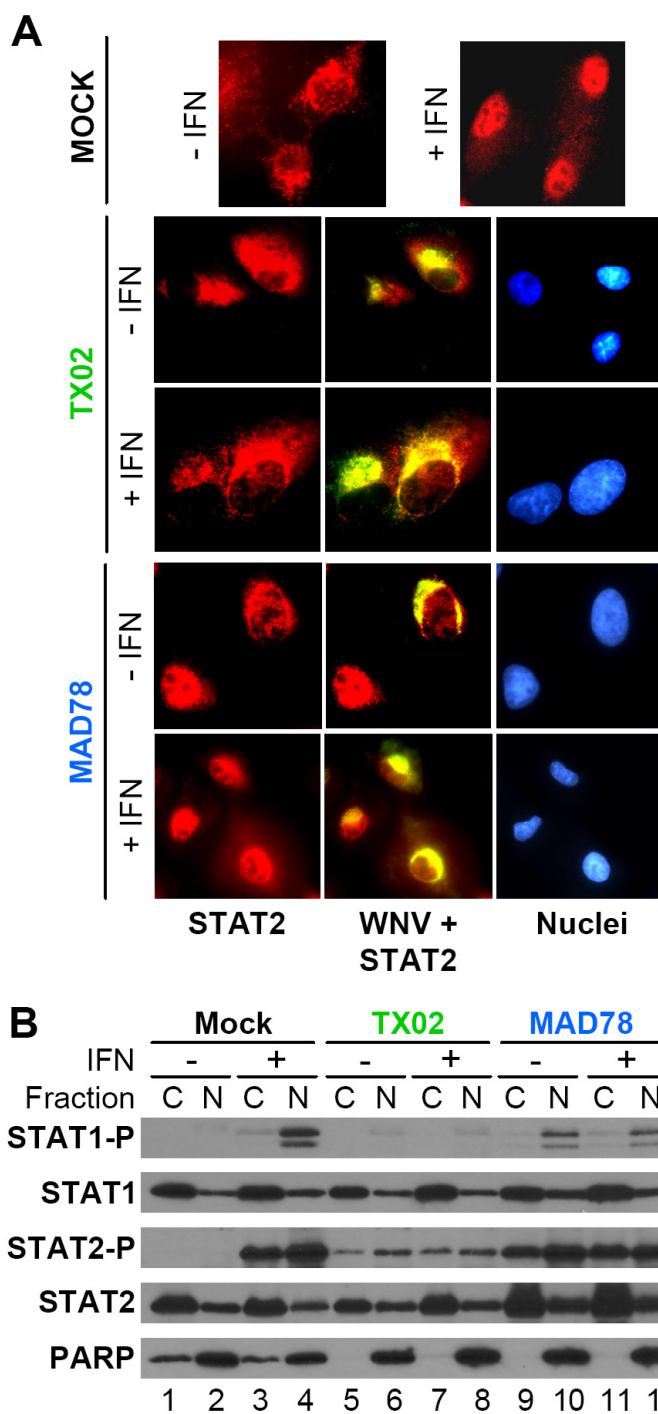 A
MOCK
- IFN
+ IFN
TX02
- IFN
+ IFN
MAD78
- IFN
+ IFN
STAT2
WNV +
STAT2
Nuclei
B
Mock TX02 MAD78
IFN - + - + - +
Fraction C N C N C N C N C N C N
STAT1-P
STAT1
STAT2-P
STAT2
PARP
1 2 3 4 5 6 7 8 9 10 11 1